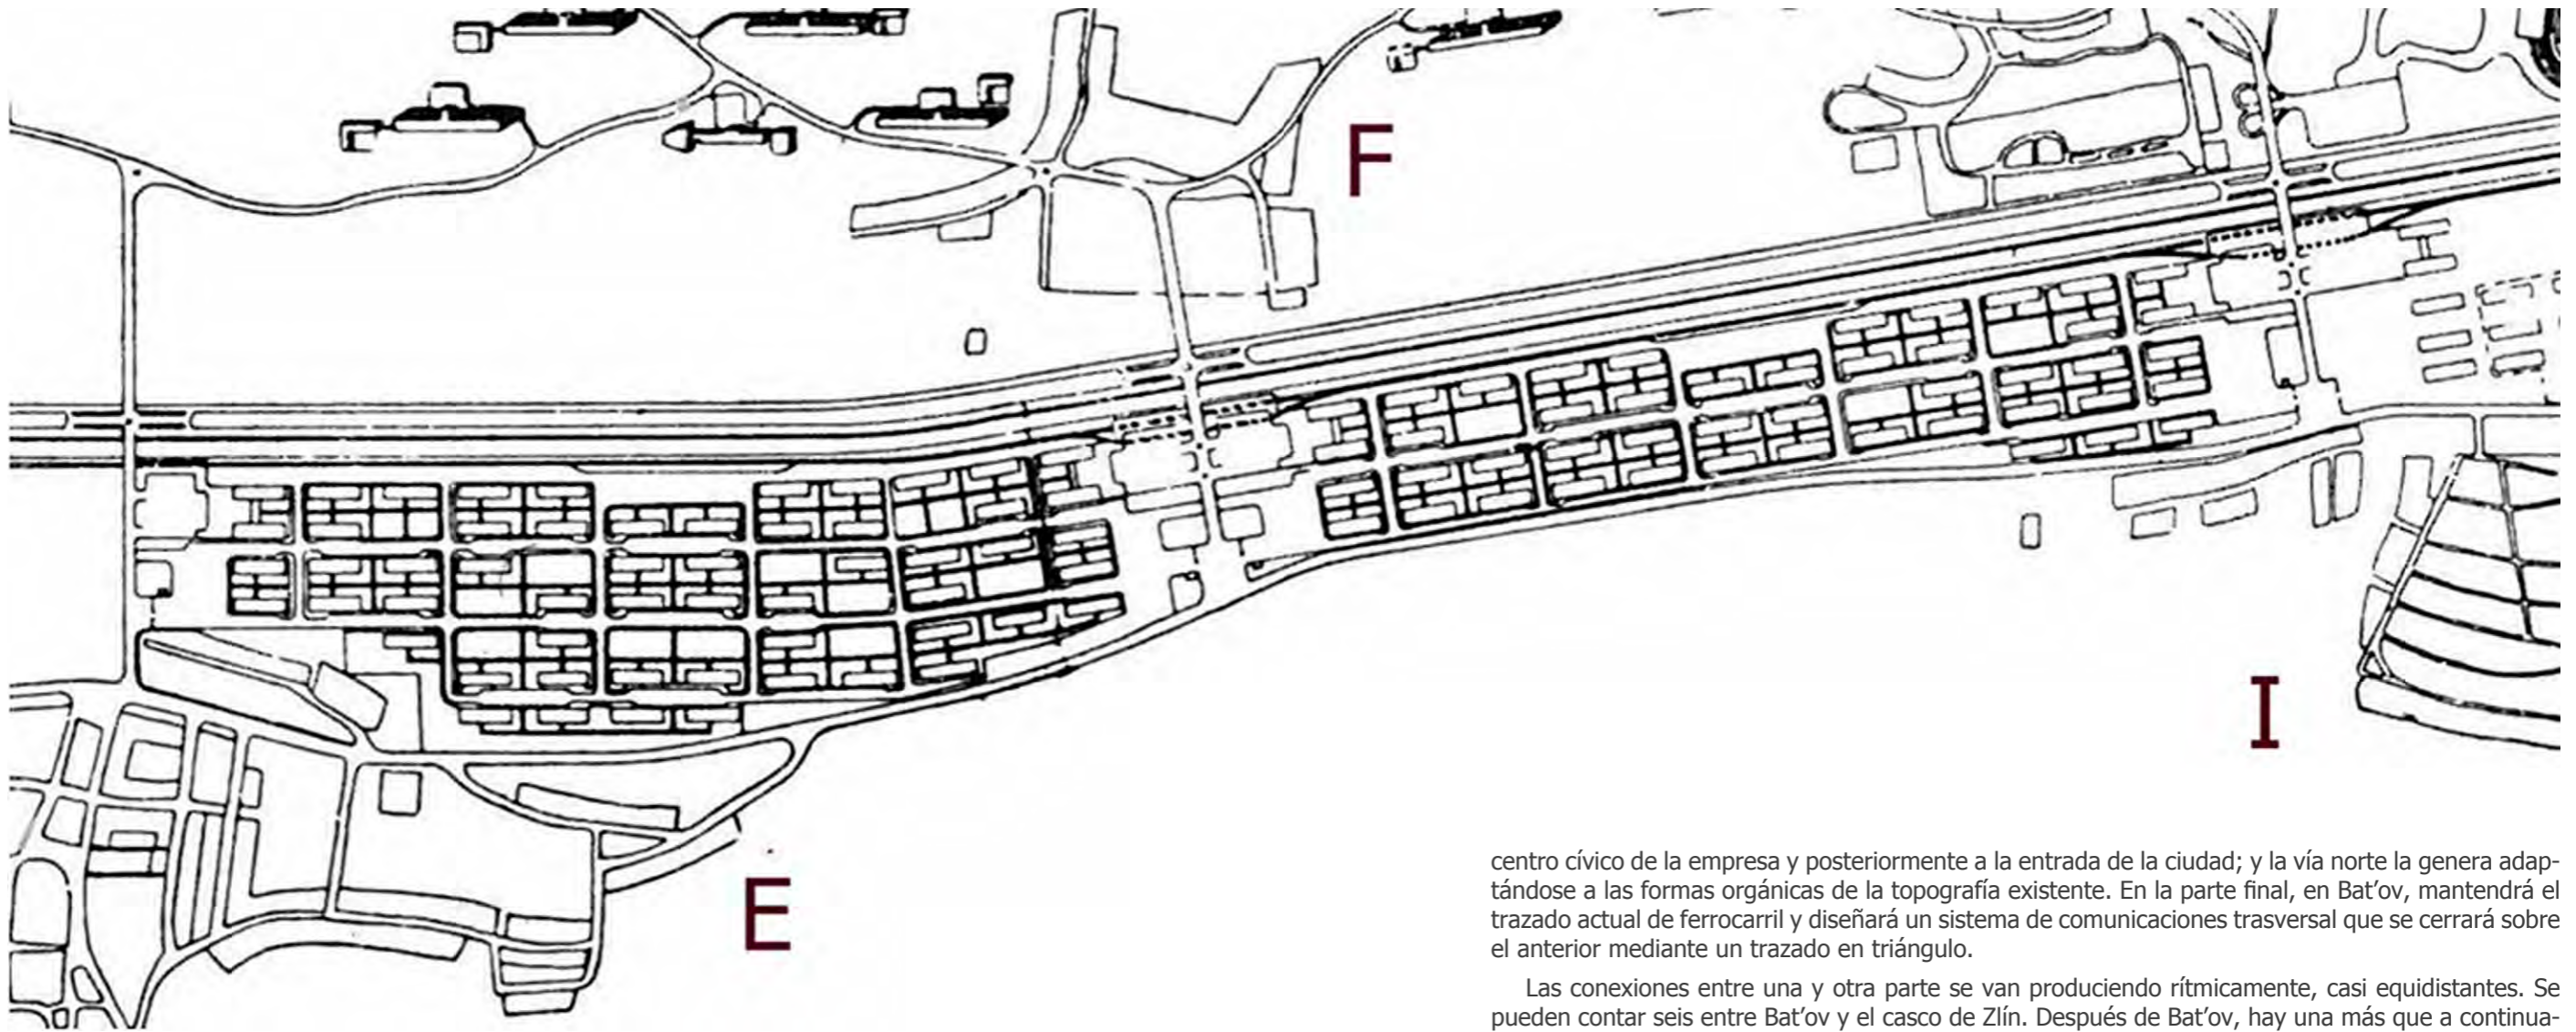 F
I
E
centro cívico de la empresa y posteriormente a la entrada de la ciudad; y la vía norte la genera adap-
tándose a las formas orgánicas de la topografía existente. En la parte final, en Bat’ov, mantendrá el
trazado actual de ferrocarril y diseñará un sistema de comunicaciones trasversal que se cerrará sobre
el anterior mediante un trazado en triángulo.
Las conexiones entre una y otra parte se van produciendo rítmicamente, casi equidistantes. Se
pueden contar seis entre Bat’ov y el casco de Zlín. Después de Bat’ov, hay una más que a continua-